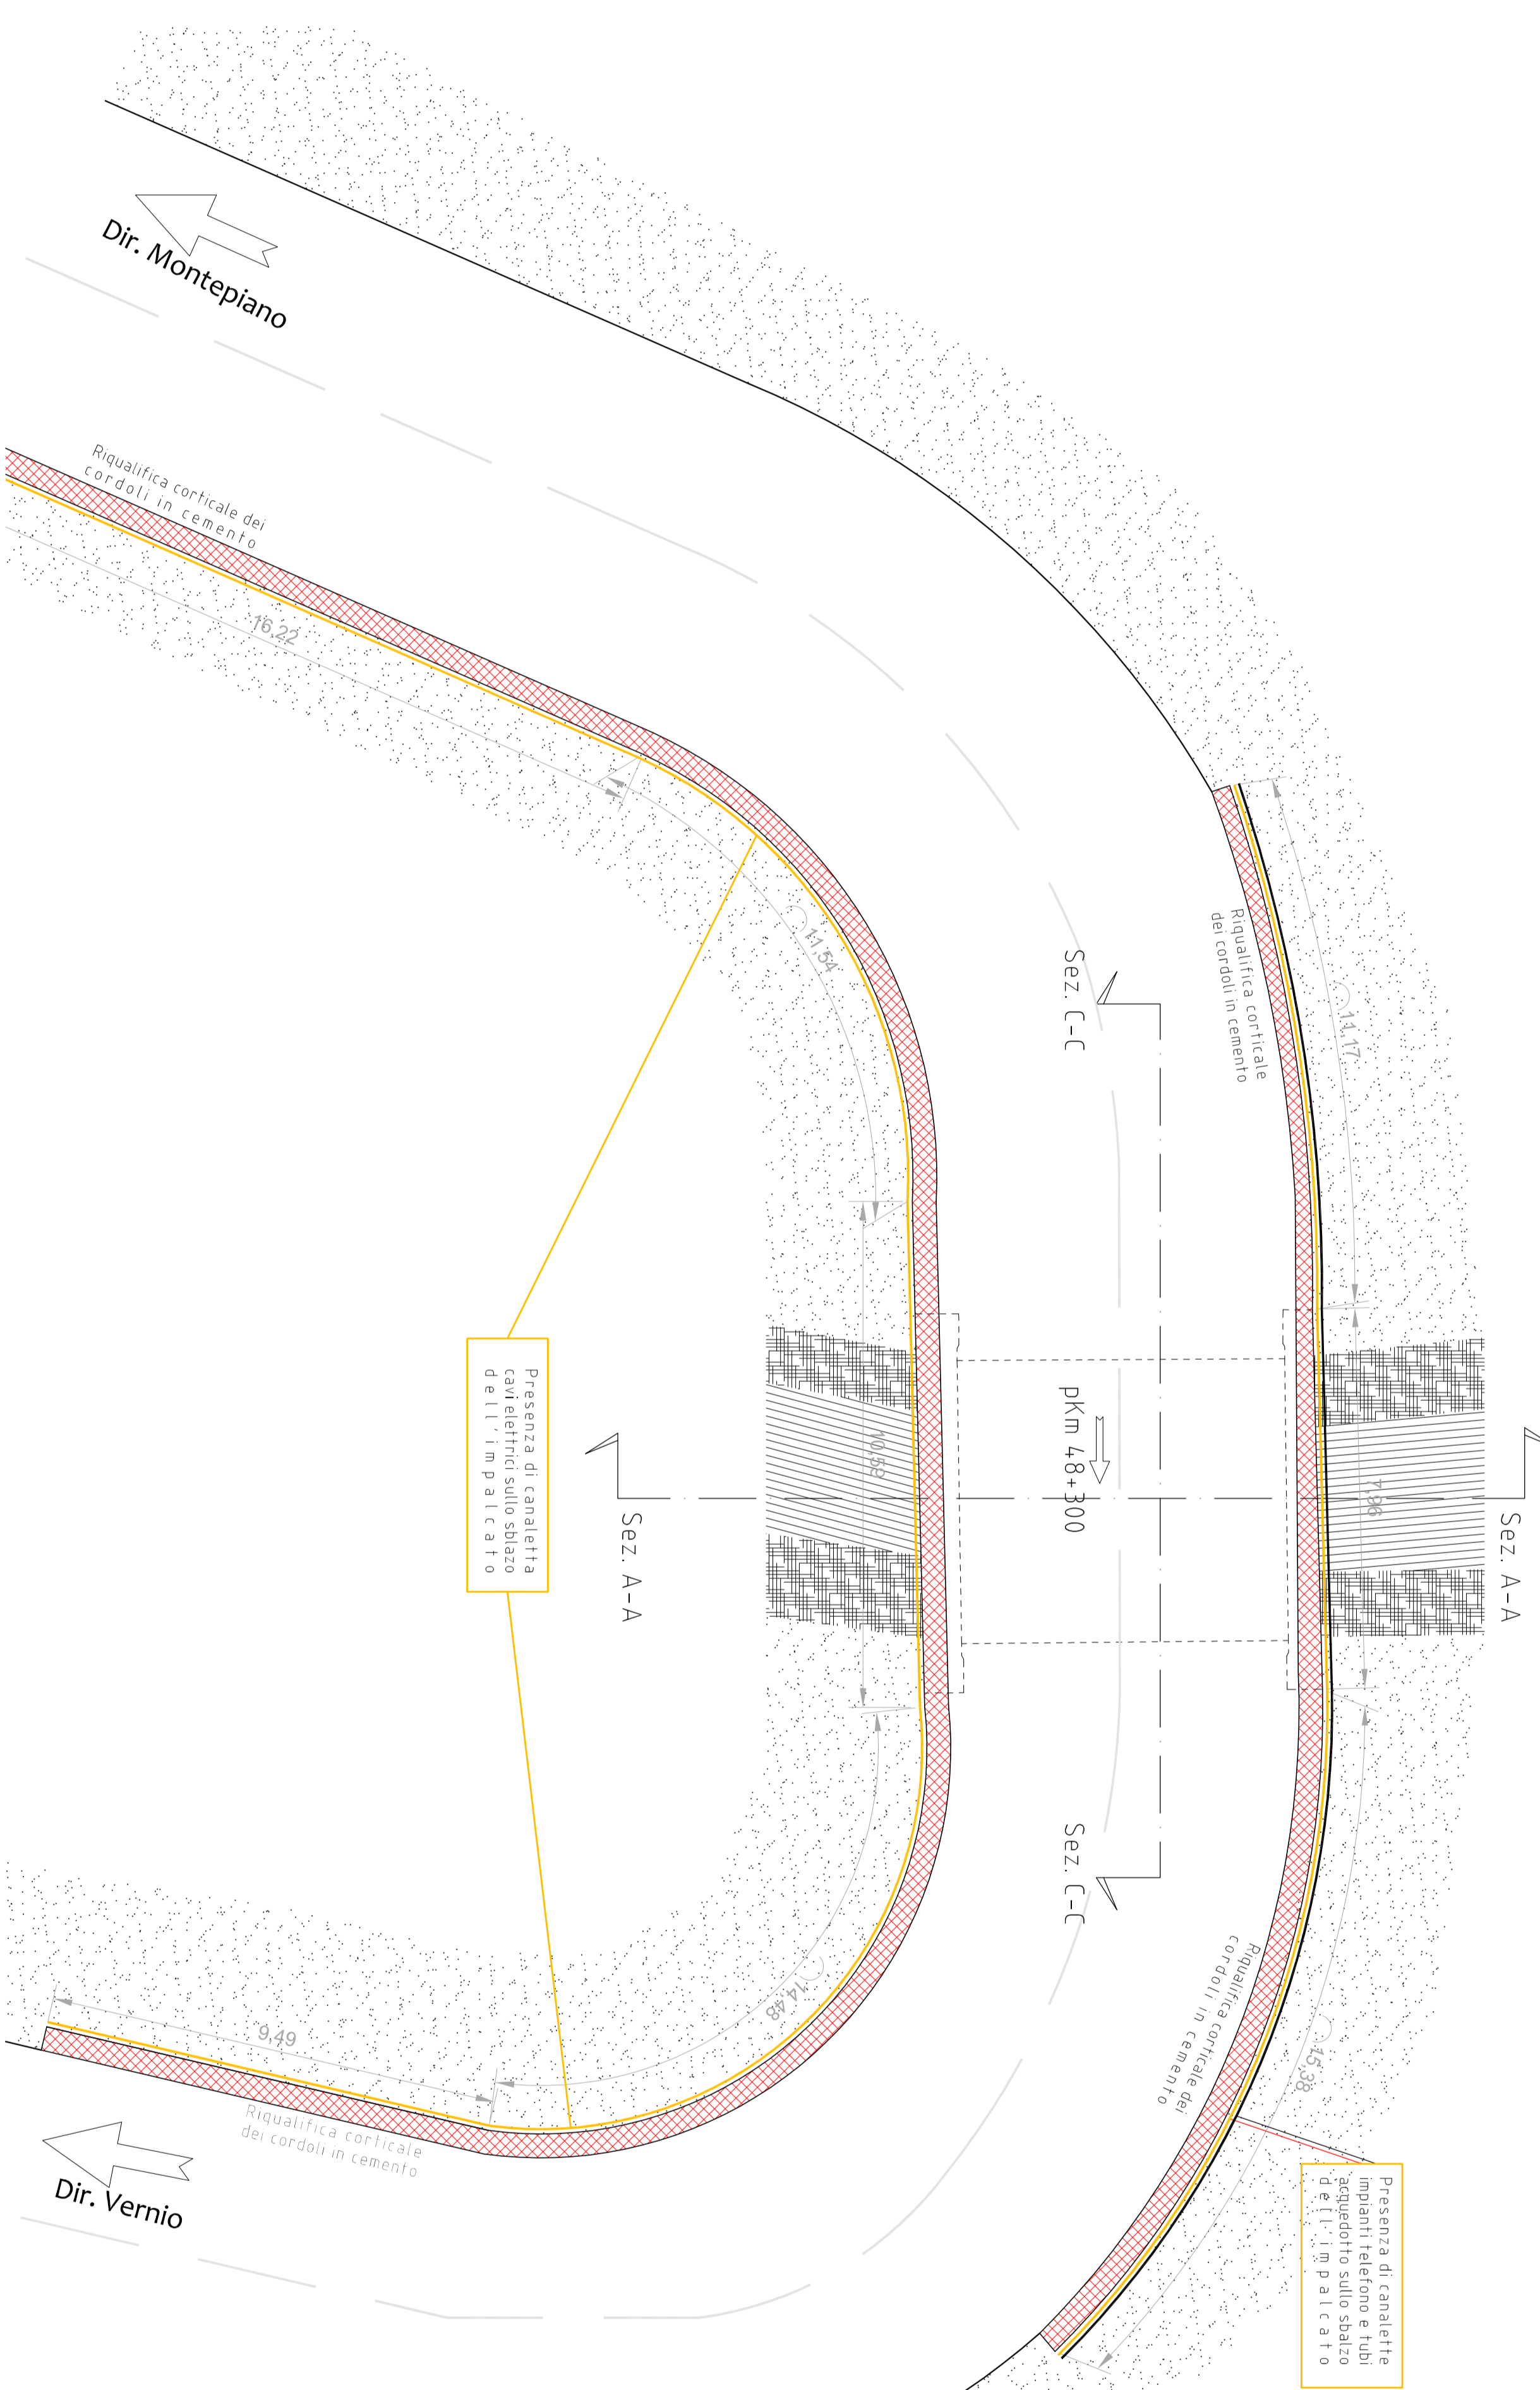 Dir. Montepiano
Riqualifica corticale dei
cordoli in cemento
16,22
11,54
Sez. C-C
Riqualifica corticale
dei cordoli in cemento
11,17
Presenza di canaletta
cavi elettrici sullo sblazo
dell'impalcato
10,59
pKm 48+300
7,96
Sez. A-A
Sez. A-A
Sez. C-C
14,48
9,49
Riqualifica corticale
dei cordoli in cemento
Dir. Vernio
Riqualifica corticale dei
cordoli in cemento
15,38
Presenza di canalette
impianti telefono e tubi
acquedotto sullo sbalzo
dell'impalcato